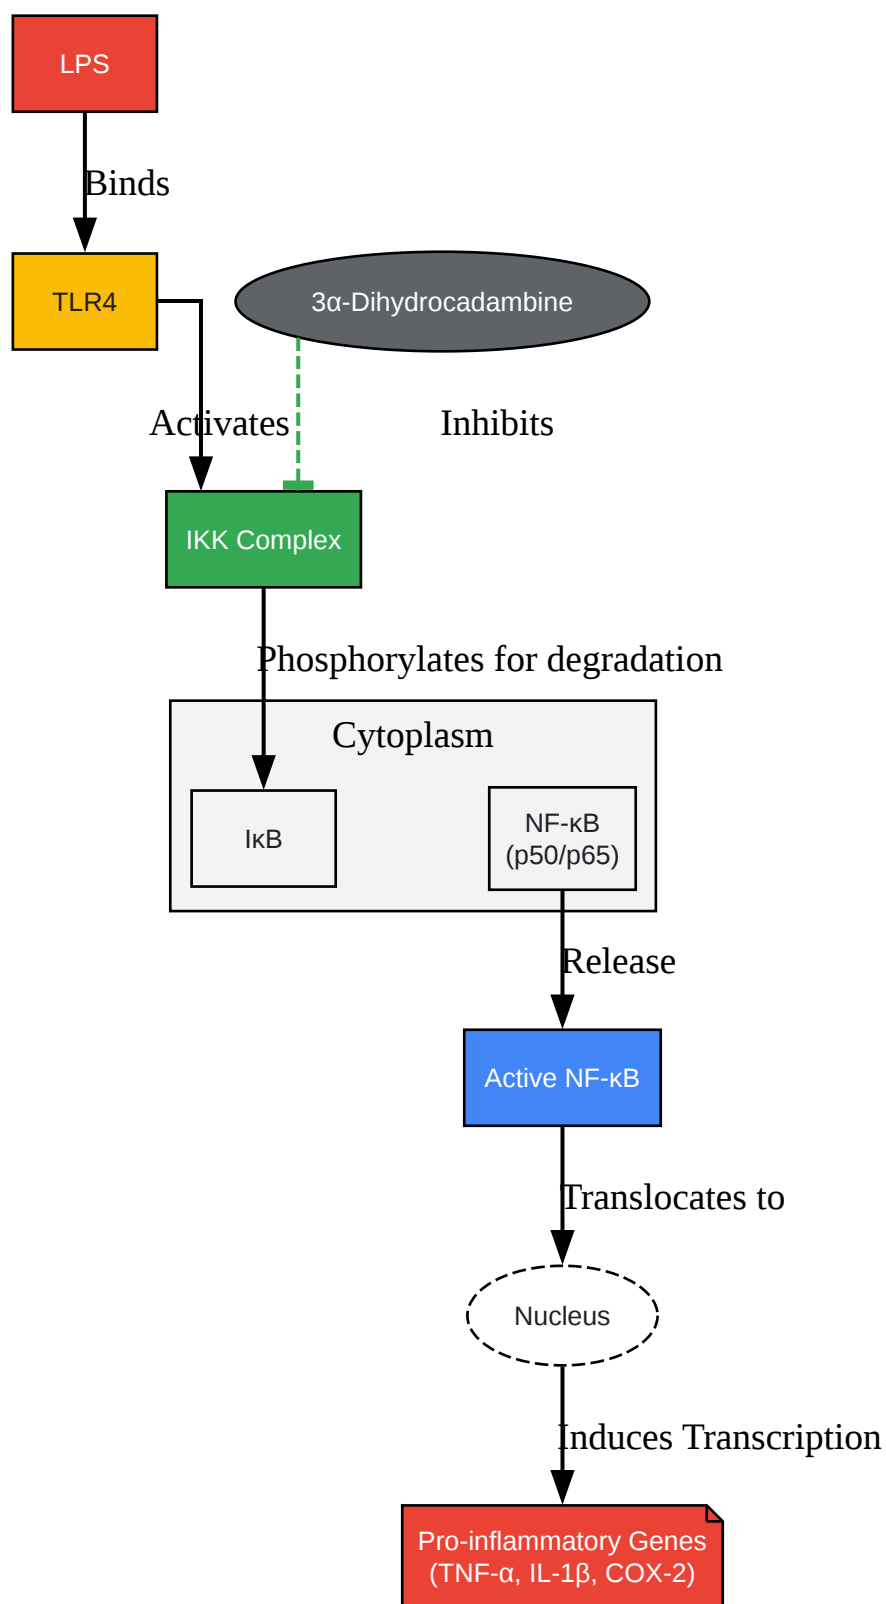 LPS
Binds
TLR4
3α-Dihydrocadambine
Activates
Inhibits
IKK Complex
Phosphorylates for degradation
Cytoplasm
IκB
NF-κB
(p50/p65)
Release
Active NF-κB
Translocates to
Nucleus
Induces Transcription
Pro-inflammatory Genes
(TNF-α, IL-1β, COX-2)